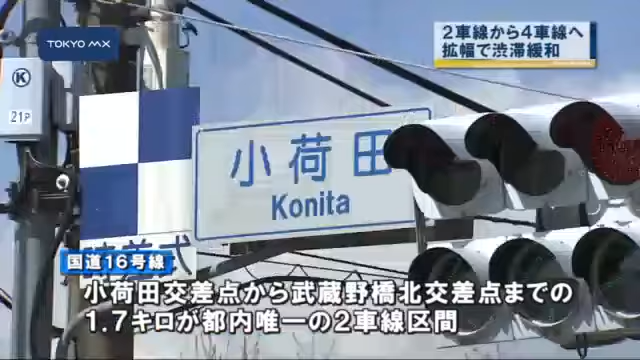 TOKYO MX
2車線から4車線へ
拡幅で渋滞緩和
K
21P
小荷田
Konita
国道16号線
小荷田交差点から武蔵野橋北交差点までの
1.7キロが都内唯一の2車線区間